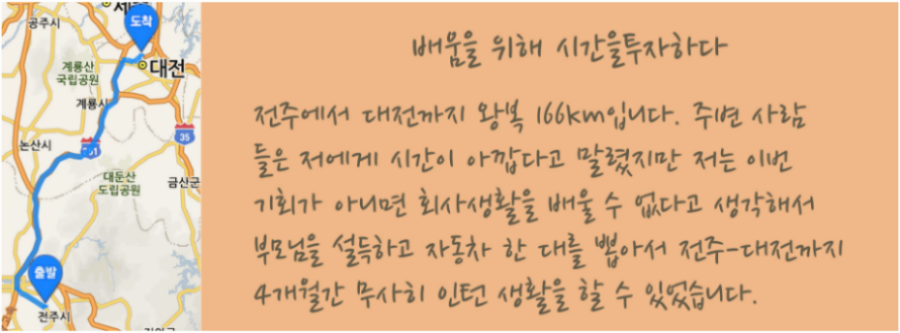 세
공주시
도착
계룡산
국립공원
대전
계룡시
논산시
35
대둔산
도립공원
금산군
출발
전주시
배움을 위해 시간을투자하다
전주에서 대전까지 왕복 166km입니다. 주변 사람
들은 저에게 시간이 아깝다고 말렸지만 저는 이번
기회가 아니면 회사생활을 배울 수 없다고 생각해서
부모님을 설득하고 자동차 한 대를 뽑아서 전주-대전까지
4개월간 무사히 인턴 생활을 할 수 있었습니다.